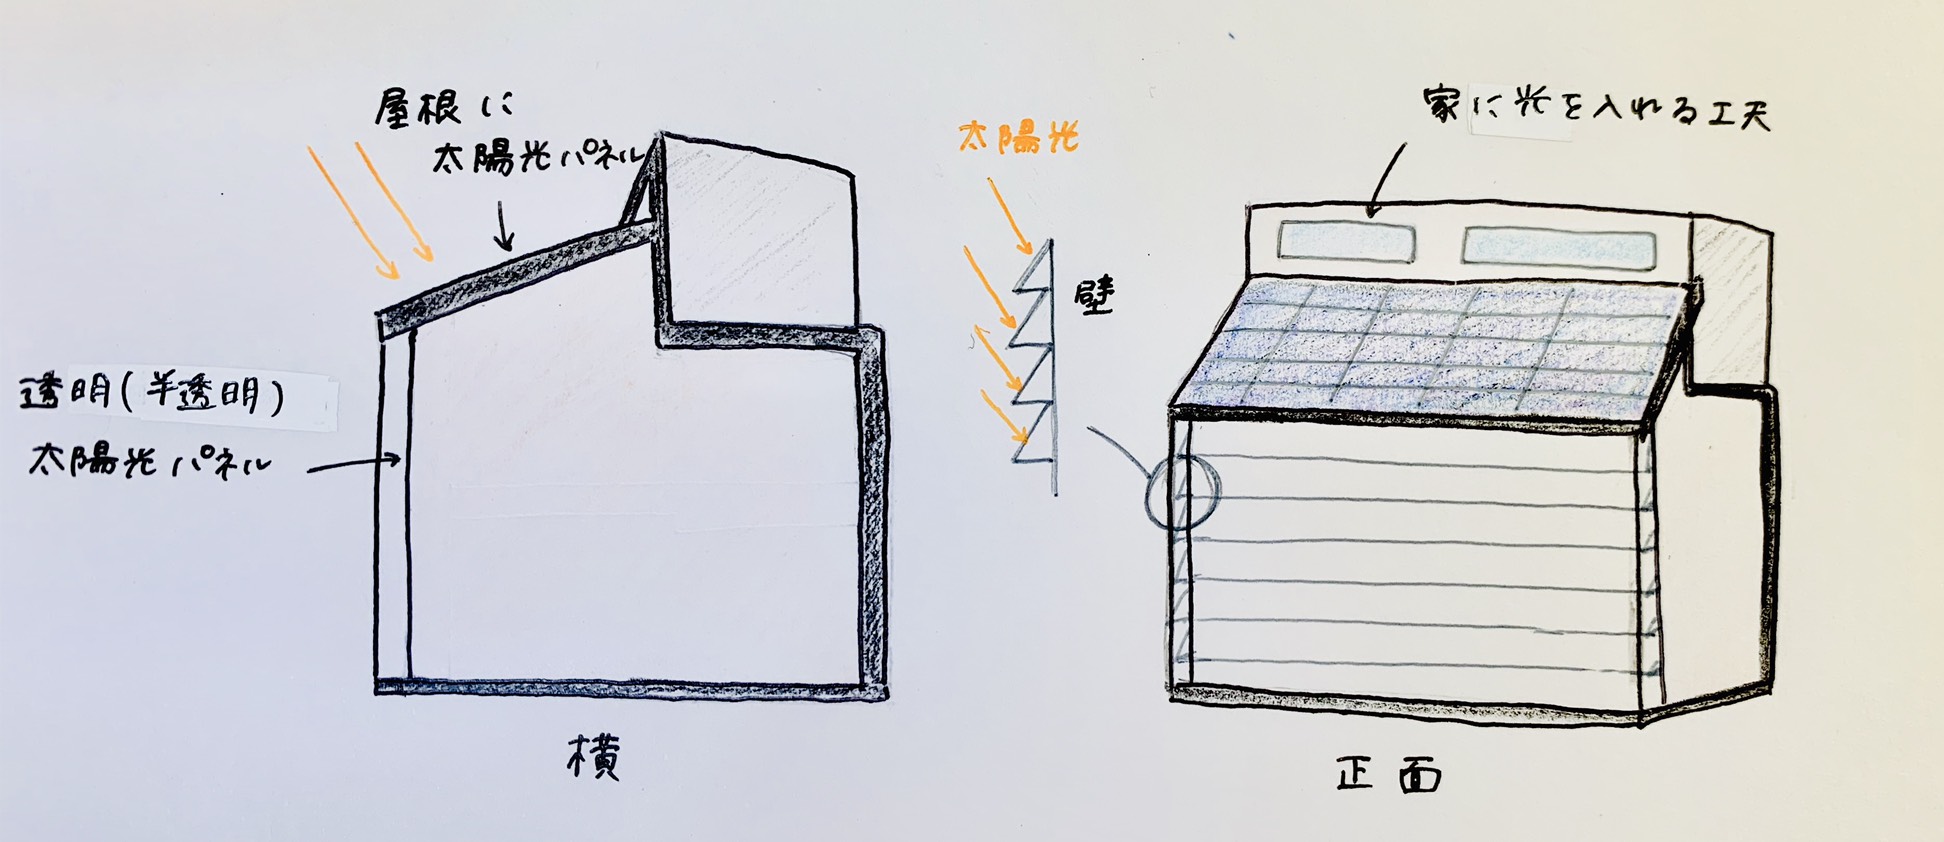 屋根に
太陽光パネル
透明(半透明)
太陽光パネル
横
太陽光
壁
家に光を入れる工夫
正面